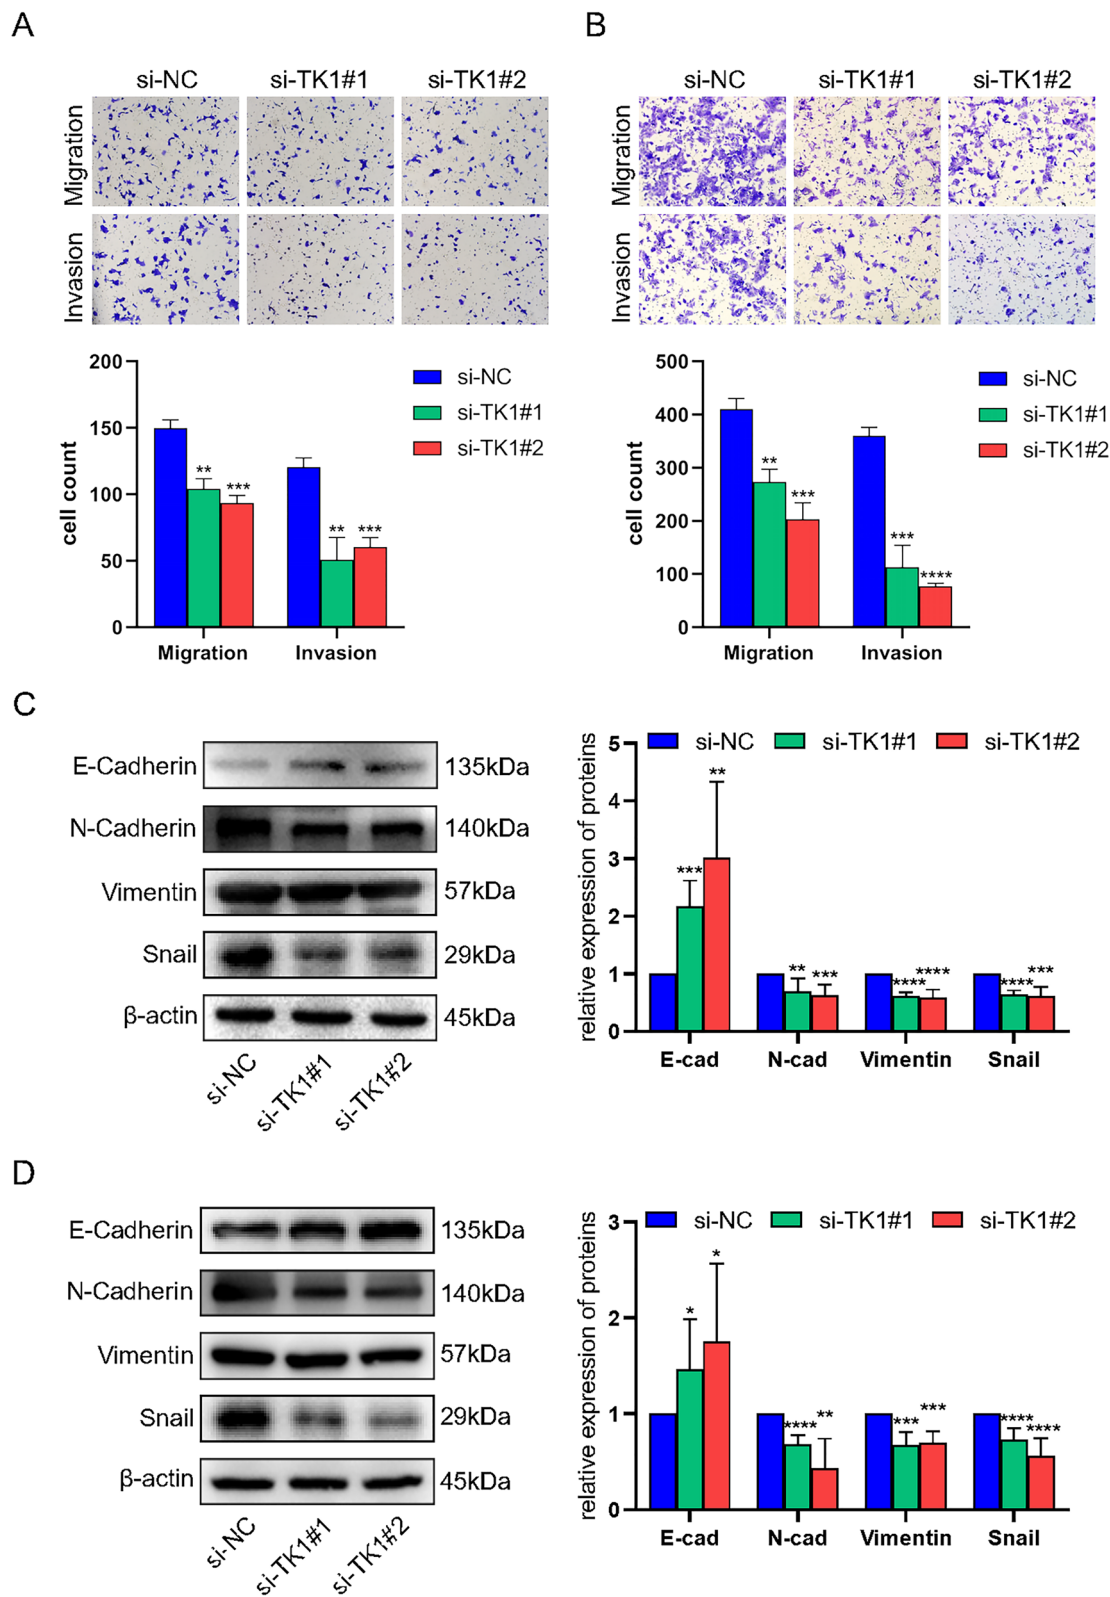 A
si-NC si-TK1#1 si-TK1#2
Migration
Invasion
200
150
100
50
0
cell count
** *** ** ***
Migration Invasion
si-NC
si-TK1#1
si-TK1#2
B
si-NC si-TK1#1 si-TK1#2
Migration
Invasion
500
400
300
200
100
0
cell count
** *** *** ****
Migration Invasion
si-NC
si-TK1#1
si-TK1#2
C
E-Cadherin 135kDa
N-Cadherin 140kDa
Vimentin 57kDa
Snail 29kDa
β-actin 45kDa
si-NC si-TK1#1 si-TK1#2
si-NC si-TK1#1 si-TK1#2
relative expression of proteins
5
4
3
2
1
0
*** ** ** *** **** **** **** ***
E-cad N-cad Vimentin Snail
D
E-Cadherin 135kDa
N-Cadherin 140kDa
Vimentin 57kDa
Snail 29kDa
β-actin 45kDa
si-NC si-TK1#1 si-TK1#2
si-NC si-TK1#1 si-TK1#2
relative expression of proteins
3
2
1
0
* * **** ** *** *** **** ****
E-cad N-cad Vimentin Snail